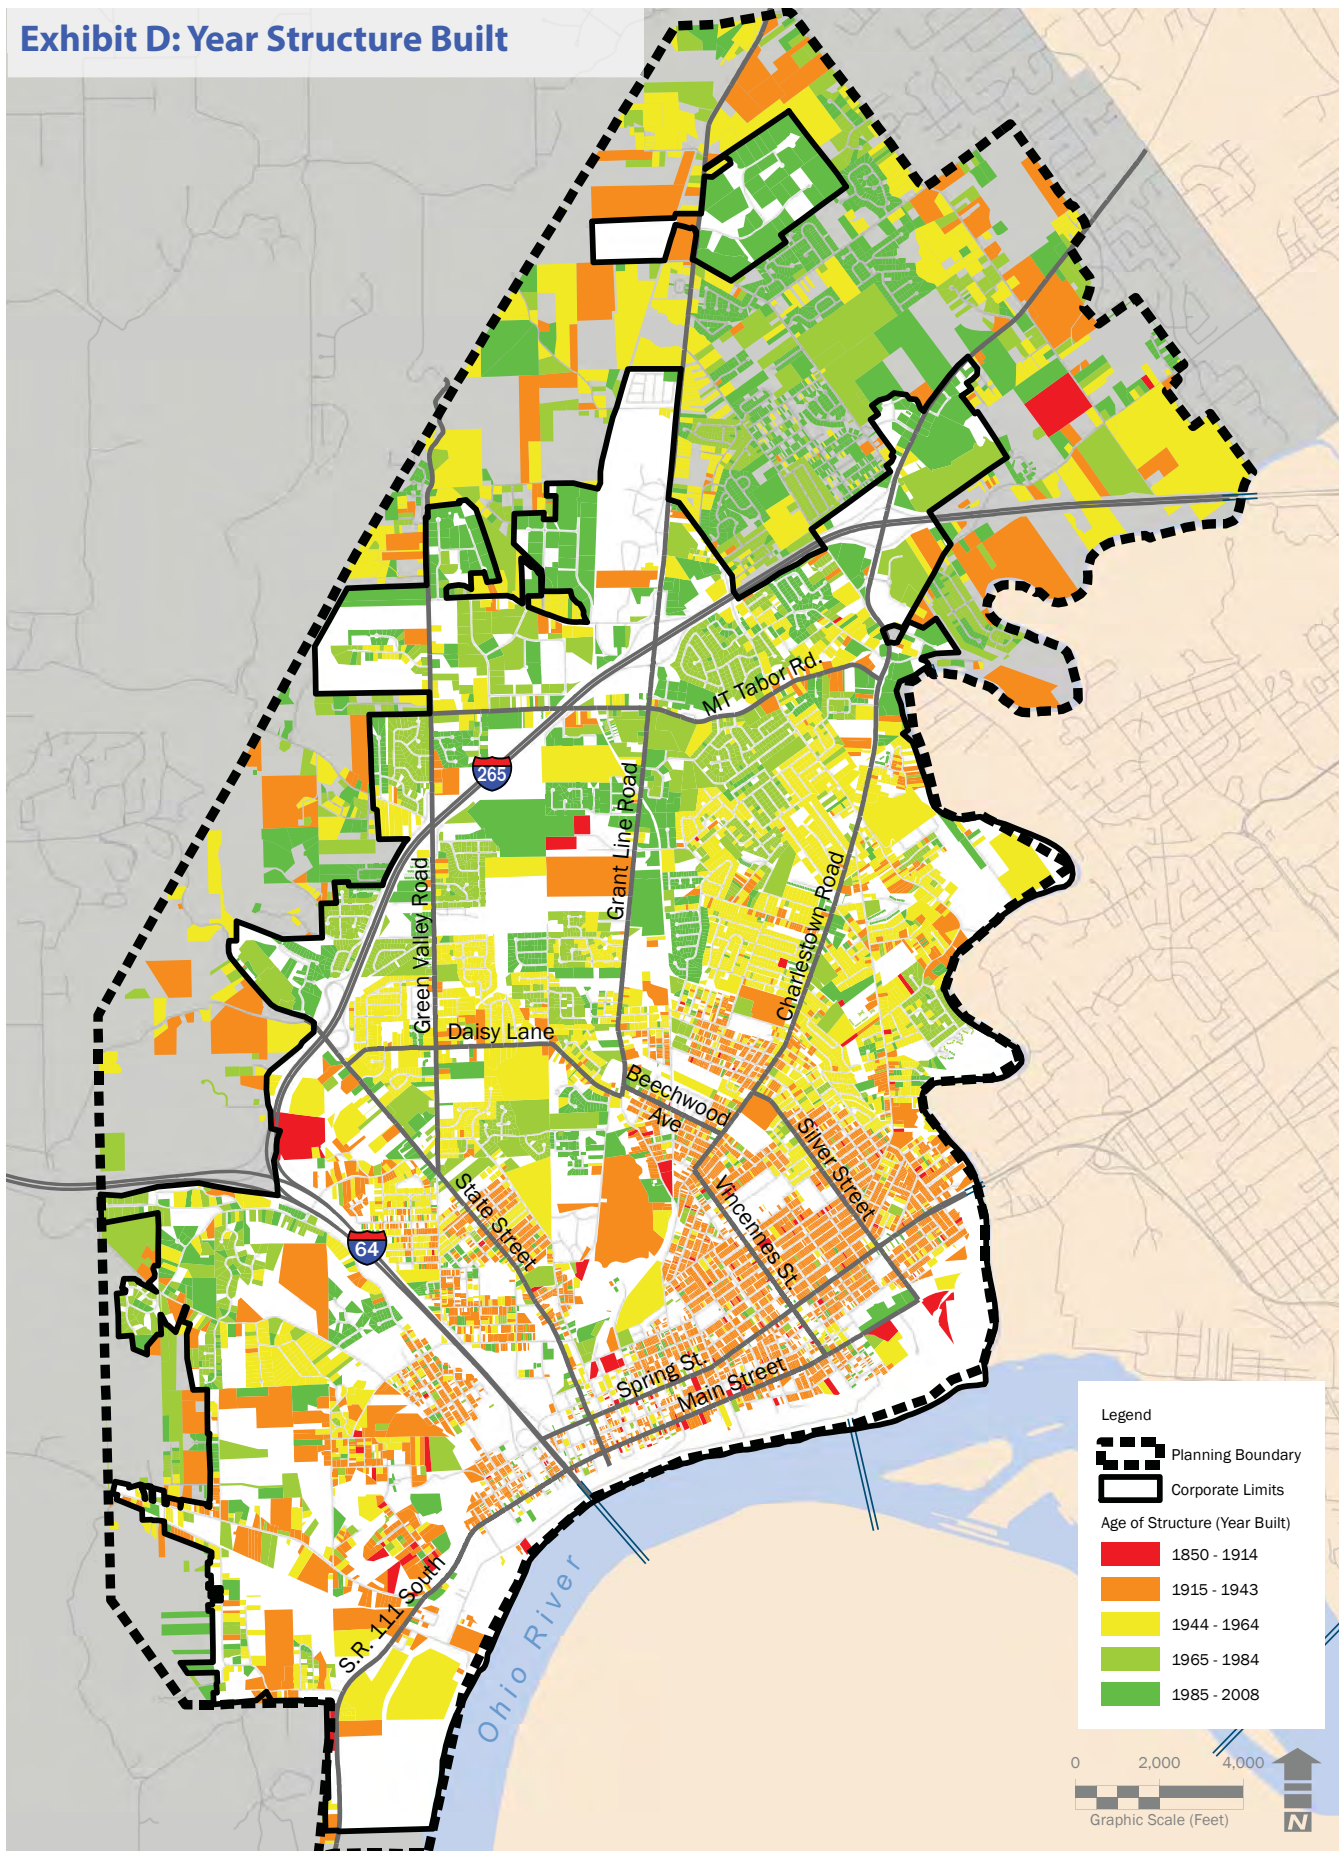 Exhibit D: Year Structure Built
MT Tabor Rd.
265
Grant Line Road
Green Valley Road
Charlestown Road
Daisy Lane
Beechwood
Ave
Silver Street
Vincennes St.
State Street
64
Spring St.
Main Street
S.R. 111 South
Ohio River
Legend
Planning Boundary
Corporate Limits
Age of Structure (Year Built)
1850 - 1914
1915 - 1943
1944 - 1964
1965 - 1984
1985 - 2008
0 2,000 4,000
Graphic Scale (Feet)
N